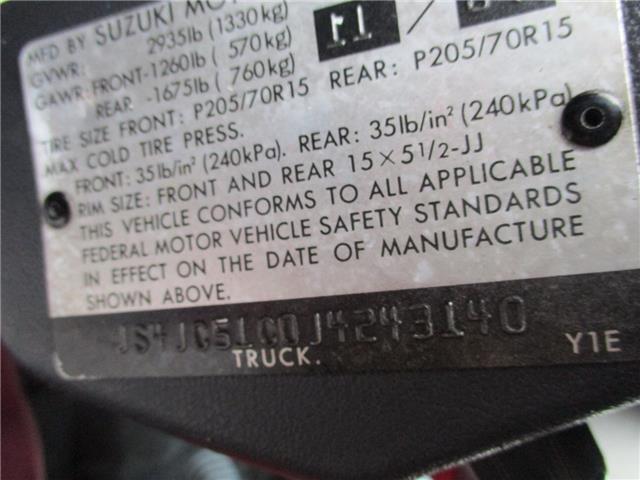 MFD BY SUZUKI MO
GVWR: 2935lb (1330kg)
GAWR: FRONT-1260lb ( 570kg)
REAR -1675lb ( 760kg)
TIRE SIZE FRONT: P205/70R15 REAR: P205/70R15
MAX COLD TIRE PRESS.
FRONT: 35lb/in² (240kPa). REAR: 35lb/in² (240kPa)
RIM SIZE: FRONT AND REAR 15×5 1/2-JJ
THIS VEHICLE CONFORMS TO ALL APPLICABLE
FEDERAL MOTOR VEHICLE SAFETY STANDARDS
IN EFFECT ON THE DATE OF MANUFACTURE
SHOWN ABOVE.
JS4JC51C0J4243140
TRUCK. Y1E